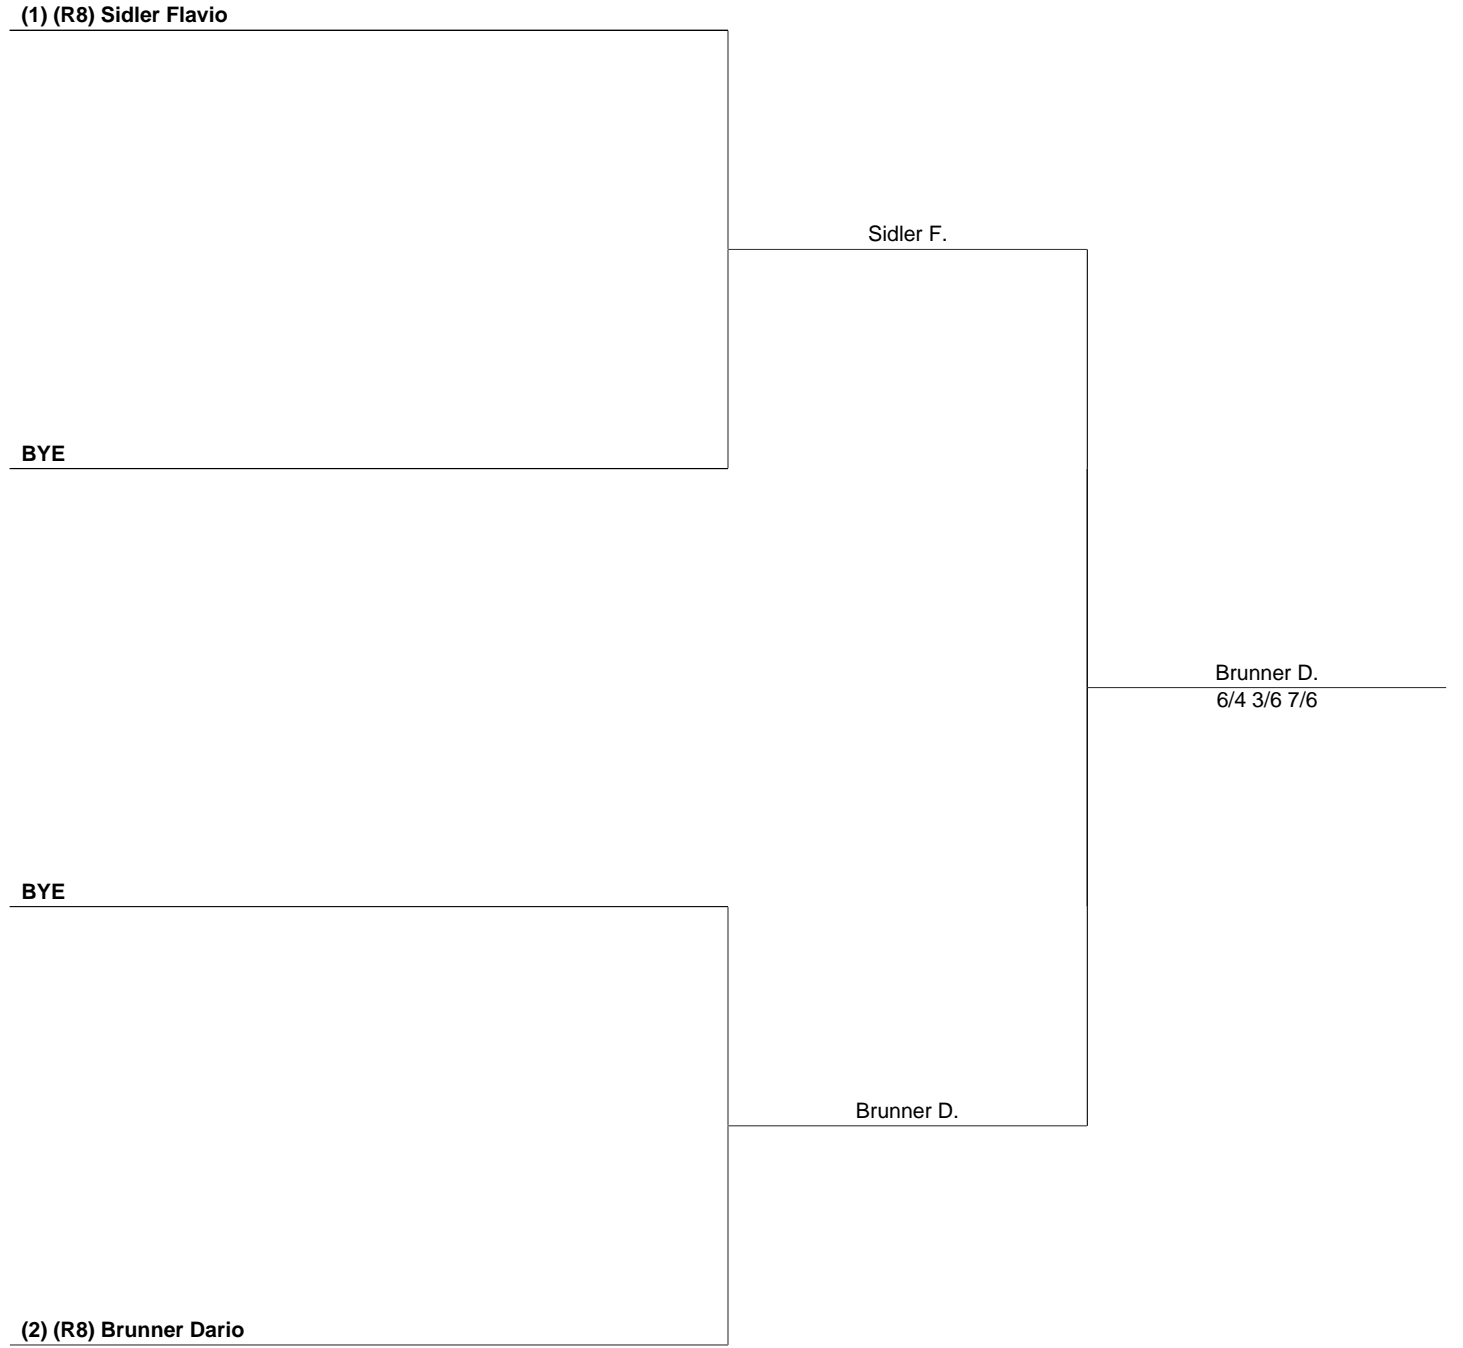 (1) (R8) Sidler Flavio
Sidler F.
BYE
Brunner D.
6/4 3/6 7/6
BYE
Brunner D.
(2) (R8) Brunner Dario